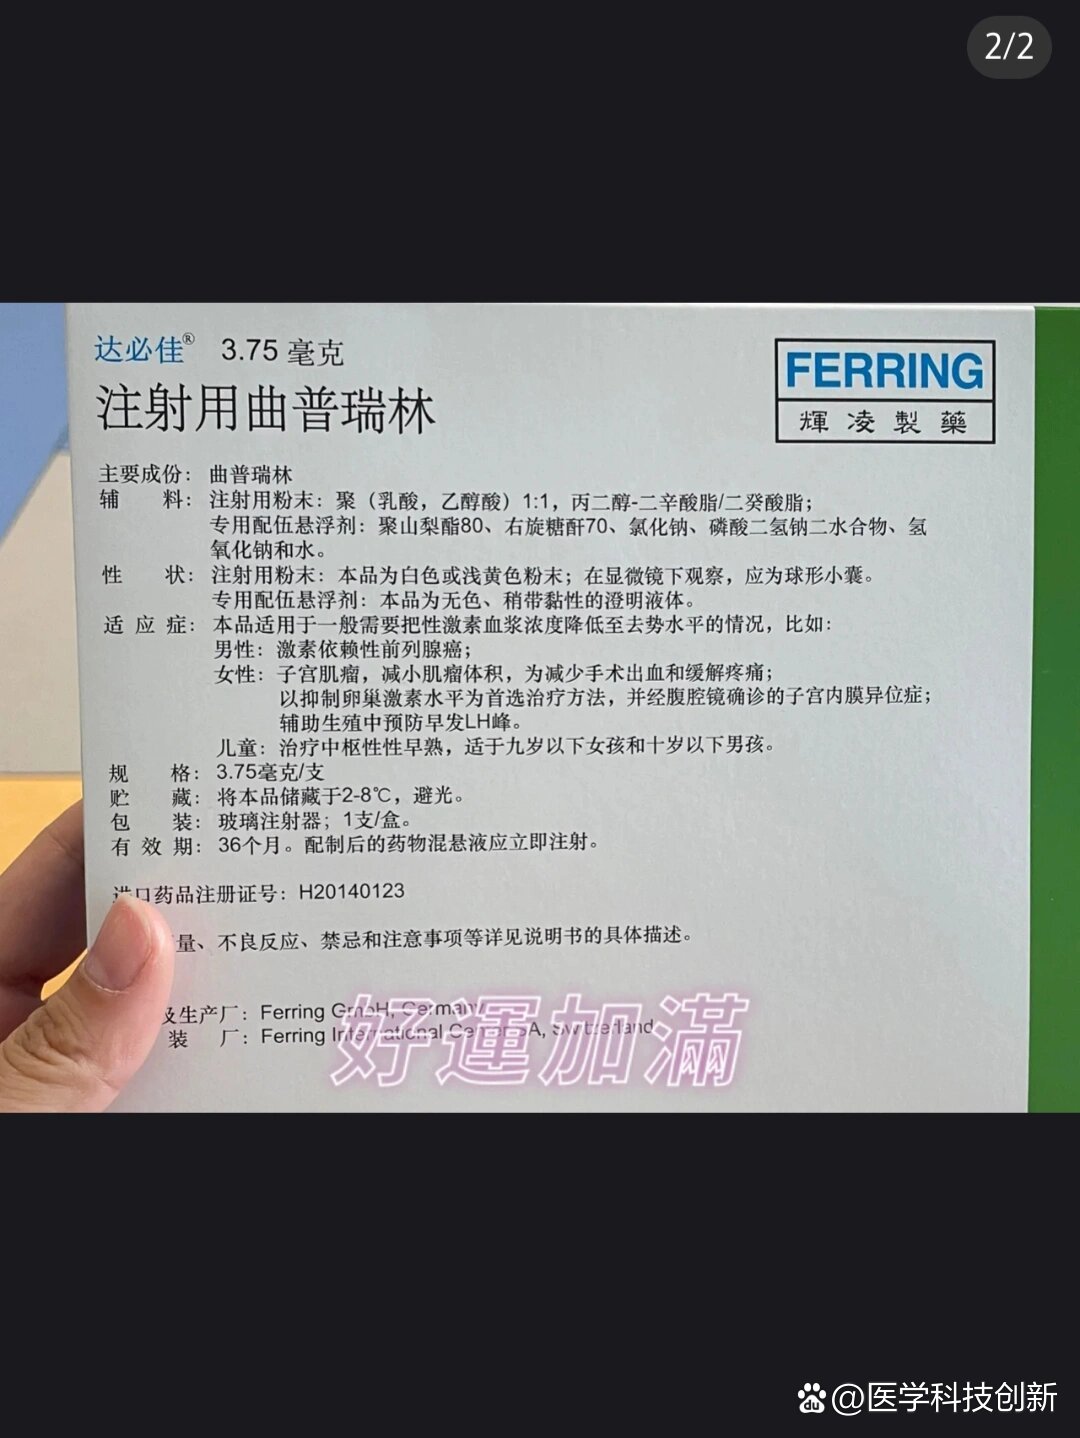 2/2
达必佳® 3.75 毫克
注射用曲普瑞林
FERRING
輝凌製藥
主要成份：曲普瑞林
辅料：注射用粉末：聚（乳酸，乙醇酸）1:1，丙二醇-二辛酸脂/二癸酸脂；
专用配伍悬浮剂：聚山梨酯80、右旋糖酐70、氯化钠、磷酸二氢钠二水合物、氢
氧化钠和水。
性状：注射用粉末：本品为白色或浅黄色粉末；在显微镜下观察，应为球形小囊。
专用配伍悬浮剂：本品为无色、稍带黏性的澄明液体。
适应症：本品适用于一般需要把性激素血浆浓度降低至去势水平的情况，比如：
男性：激素依赖性前列腺癌；
女性：子宫肌瘤，减小肌瘤体积，为减少手术出血和缓解疼痛；
以抑制卵巢激素水平为首选治疗方法，并经腹腔镜确诊的子宫内膜异位症；
辅助生殖中预防早发LH峰。
儿童：治疗中枢性性早熟，适于九岁以下女孩和十岁以下男孩。
规格：3.75毫克/支
贮藏：将本品储藏于2-8℃，避光。
包装：玻璃注射器；1支/盒。
有效期：36个月。配制后的药物混悬液应立即注射。
进口药品注册证号：H20140123
量、不良反应、禁忌和注意事项等详见说明书的具体描述。
及生产厂：Ferring GmbH, Germany
装厂：Ferring International Center SA, Switzerland
好運加滿
@医学科技创新